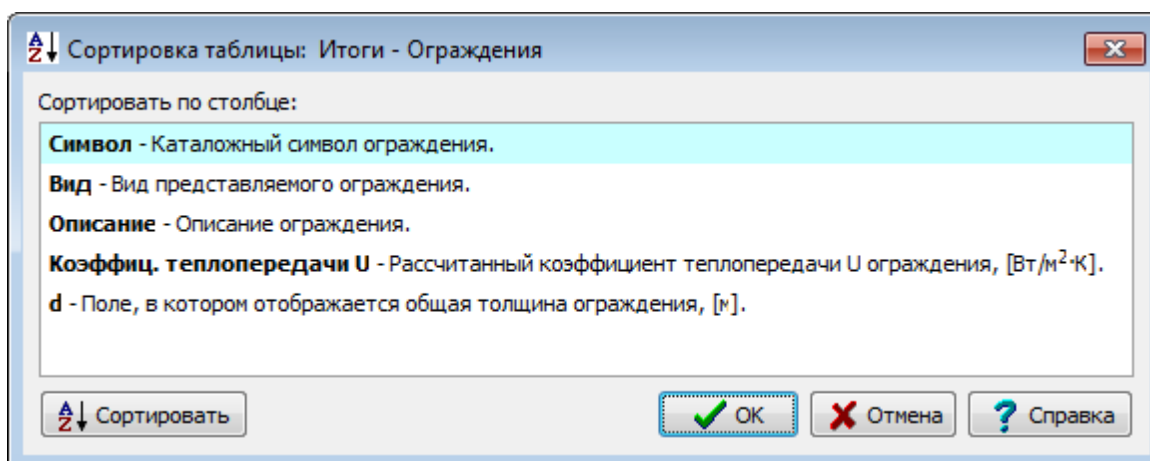 Сортировка таблицы: Итоги - Ограждения
Сортировать по столбце:
Символ - Каталожный символ ограждения.
Вид - Вид представляемого ограждения.
Описание - Описание ограждения.
Коэффиц. теплопередачи U - Рассчитанный коэффициент теплопередачи U ограждения, [Вт/м²·К].
d - Поле, в котором отображается общая толщина ограждения, [м].
Сортировать OK Отмена Справка